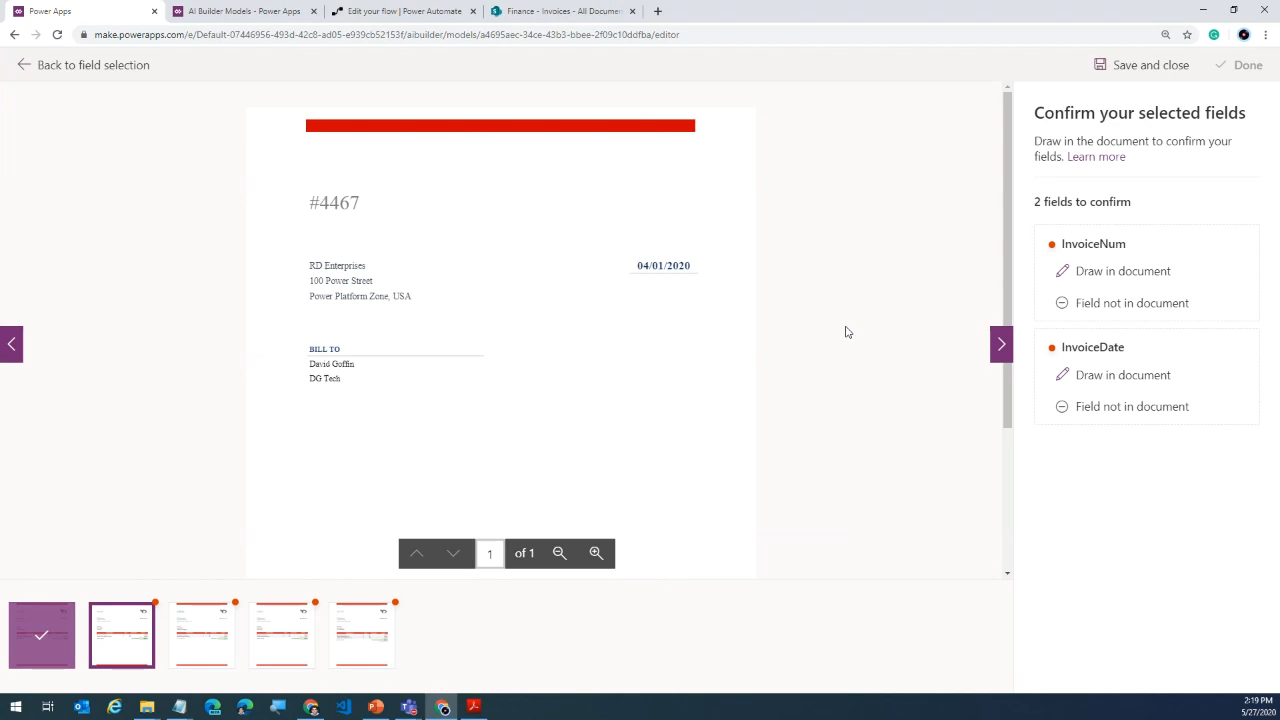 Power Apps
AI Builder Models - Power Apps
Edit your flow | Power Automate
Finance - Invoices - All Documen
make.powerapps.com/e/Default-07446956-493d-42c8-ad05-e939cb52153f/aibuilder/models/a4695aec-34ce-43b3-bbee-2f09c10ddfba/editor
Back to field selection
Save and close
Done
#4467
RD Enterprises
04/01/2020
100 Power Street
Power Platform Zone, USA
BILL TO
David Goffin
DG Tech
1 of 1
Confirm your selected fields
Draw in the document to confirm your
fields. Learn more
2 fields to confirm
InvoiceNum
Draw in document
Field not in document
InvoiceDate
Draw in document
Field not in document
2:19 PM
5/27/2020